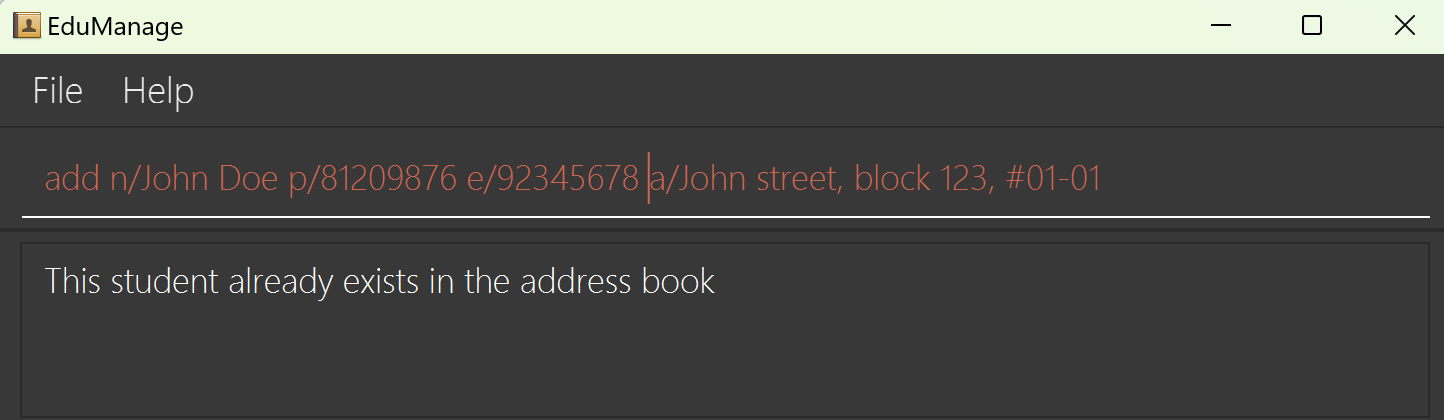 EduManage
File Help
add n/John Doe p/81209876 e/92345678 a/John street, block 123, #01-01
This student already exists in the address book